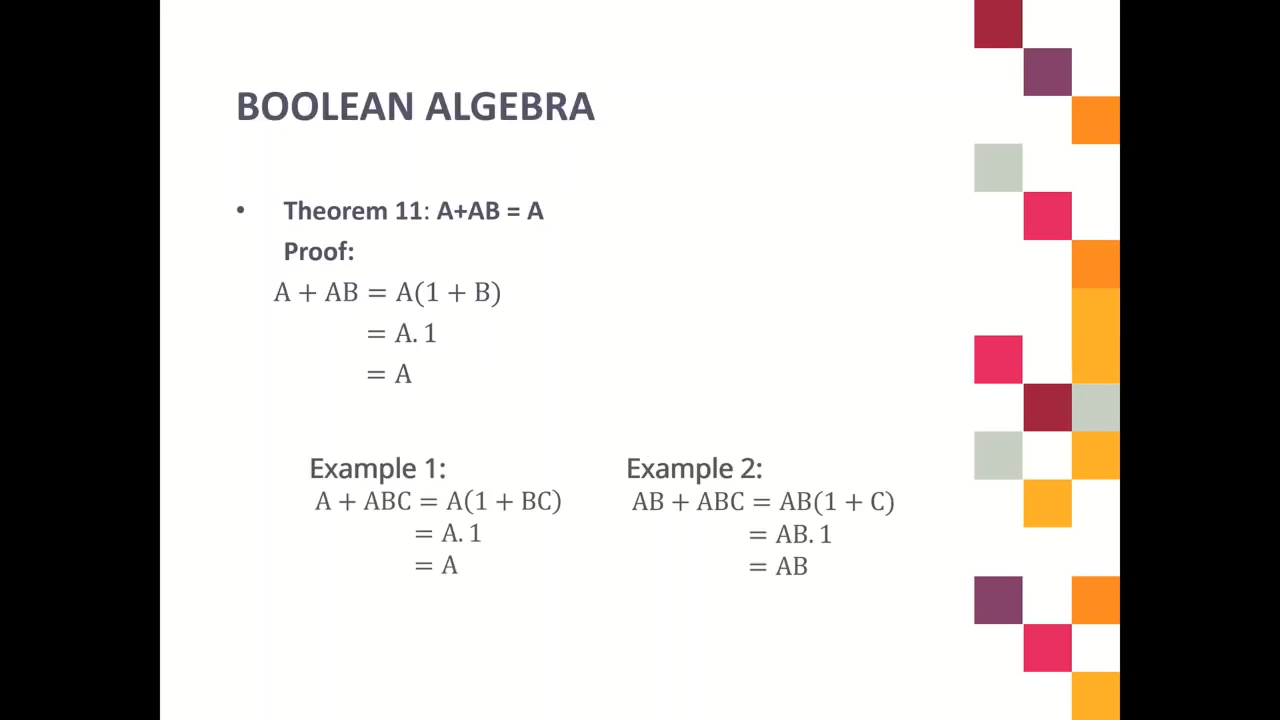 BOOLEAN ALGEBRA
• Theorem 11: A+AB = A
Proof:
A + AB = A(1 + B)
= A. 1
= A
Example 1:
A + ABC = A(1 + BC)
= A. 1
= A
Example 2:
AB + ABC = AB(1 + C)
= AB. 1
= AB